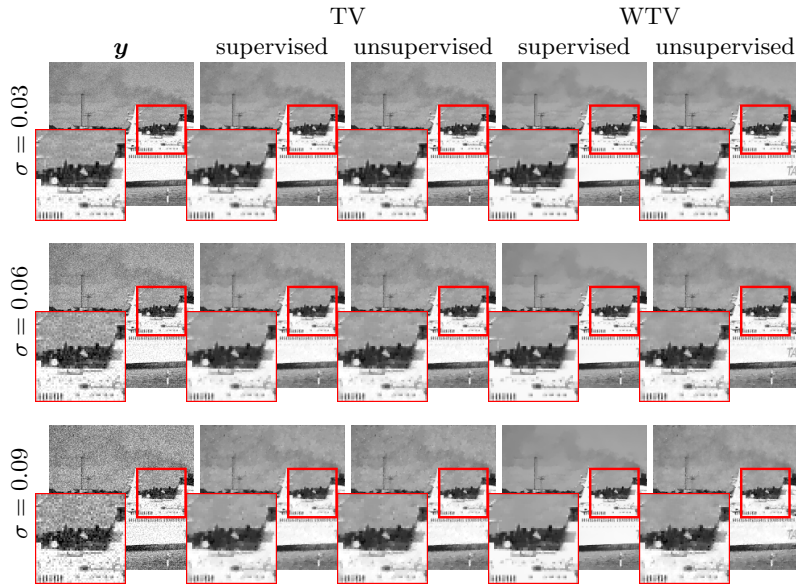 TV WTV
y supervised unsupervised supervised unsupervised
σ = 0.03
σ = 0.06
σ = 0.09